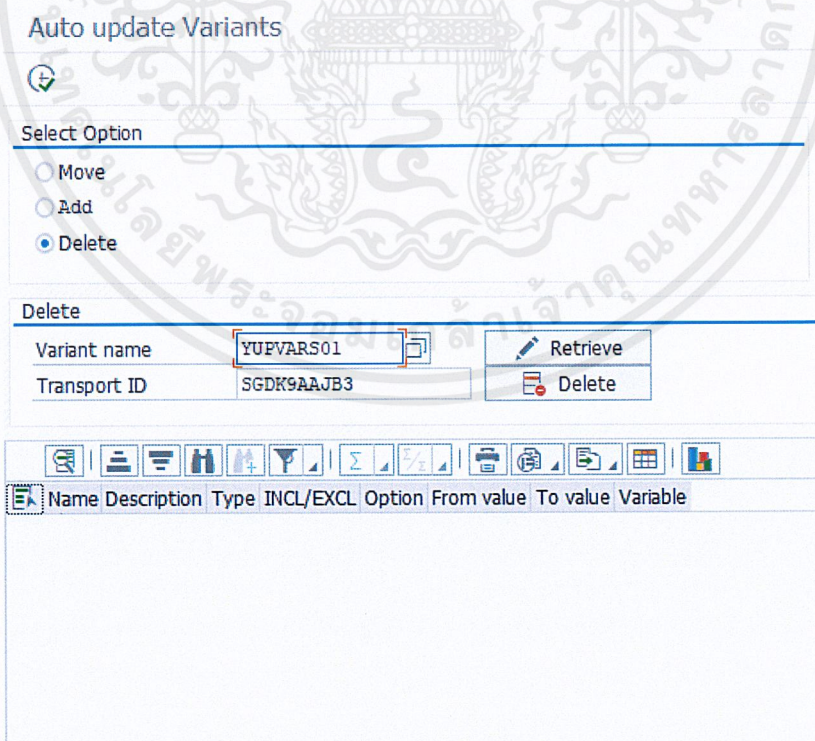 Auto update Variants
Select Option
Move
Add
Delete
Delete
Variant name YUPVARS01 Retrieve
Transport ID SGDK9AAJB3 Delete
Name Description Type INCL/EXCL Option From value To value Variable